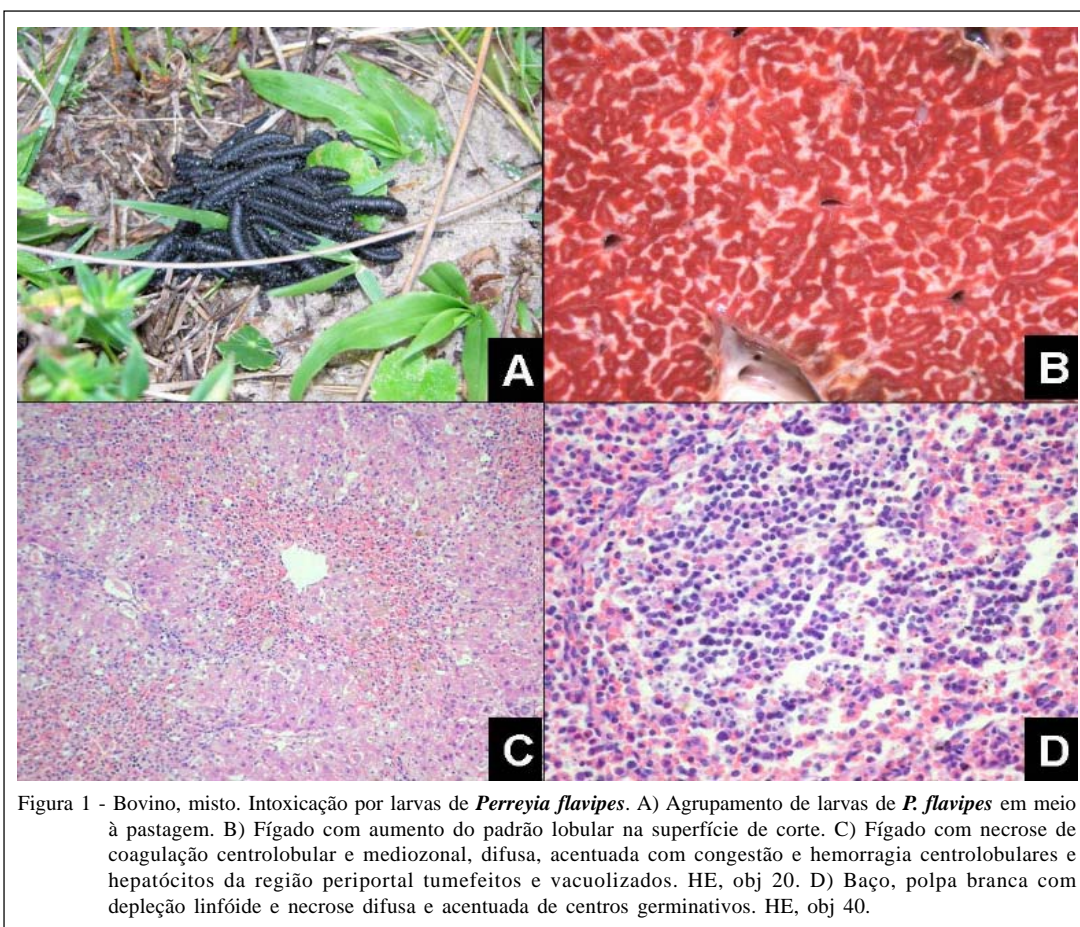 A
B
C
D
Figura 1 - Bovino, misto. Intoxicação por larvas de Perreyia flavipes. A) Agrupamento de larvas de P. flavipes em meio
à pastagem. B) Fígado com aumento do padrão lobular na superfície de corte. C) Fígado com necrose de
coagulação centrolobular e mediozonal, difusa, acentuada com congestão e hemorragia centrolobulares e
hepatócitos da região periportal tumefeitos e vacuolizados. HE, obj 20. D) Baço, polpa branca com
depleção linfóide e necrose difusa e acentuada de centros germinativos. HE, obj 40.